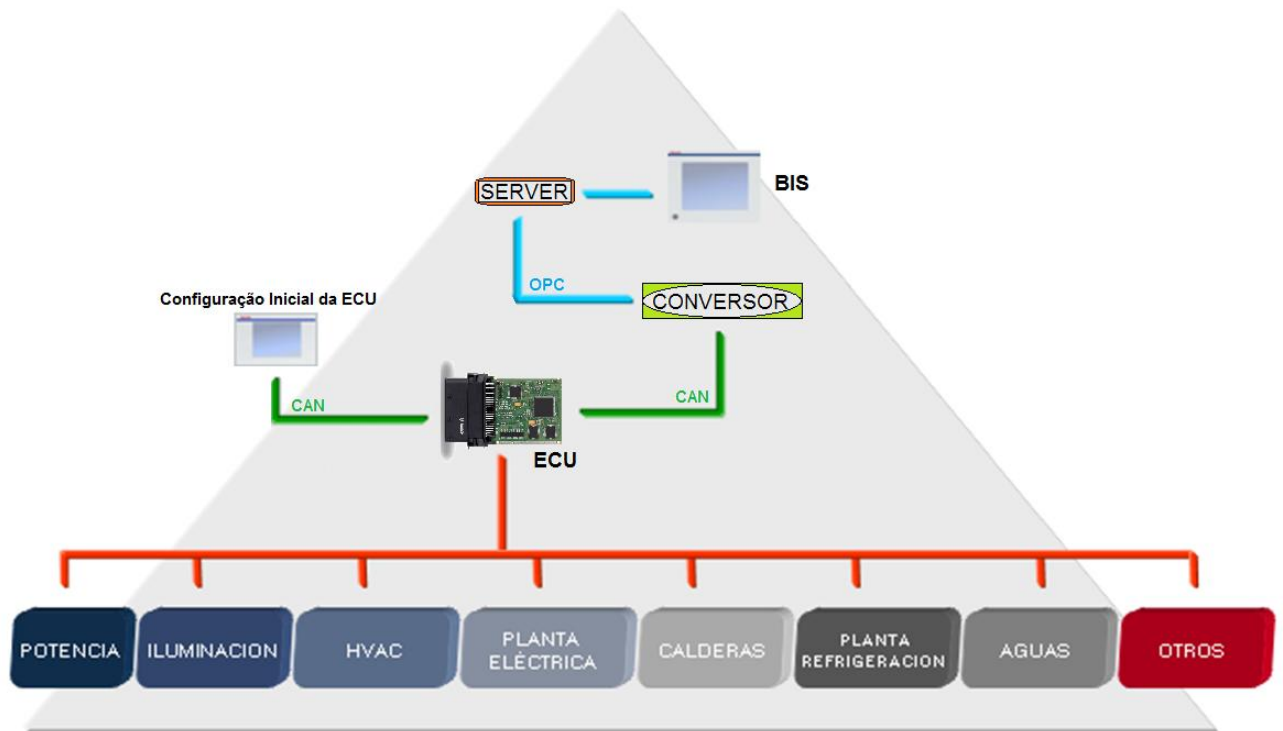 SERVER
BIS
OPC
Configuração Inicial da ECU
CONVERSOR
CAN
CAN
ECU
POTENCIA
ILUMINACION
HVAC
PLANTA
ELÉCTRICA
CALDERAS
PLANTA
REFRIGERACION
AGUAS
OTROS